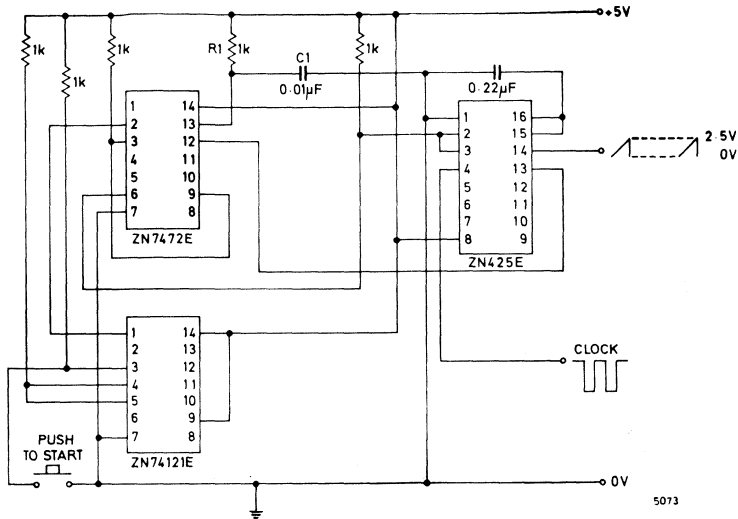 +5V
1k
1k
1k
R1
1k
1k
C1
0.01µF
0.22µF
1
2
3
4
5
6
7
14
13
12
11
10
9
8
ZN7472E
1
2
3
4
5
6
7
8
16
15
14
13
12
11
10
9
ZN425E
2.5V
0V
1
2
3
4
5
6
7
14
13
12
11
10
9
8
ZN74121E
CLOCK
PUSH
TO START
0V
5073